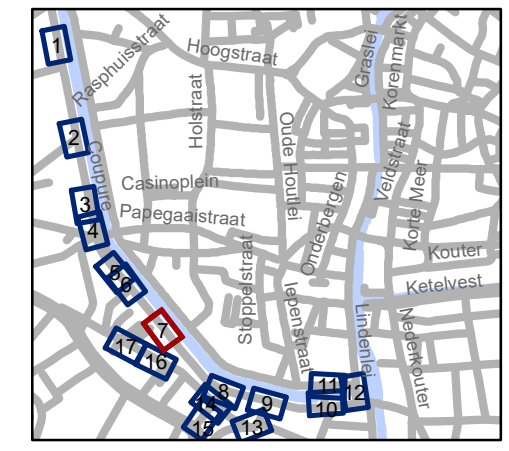 1
Rasphuisstraat
Hoogstraat
Graslei
Korenmarkt
2
Coupure
Holstraat
Oude Houtlei
Veldstraat
3
Casinoplein
Papegaaistraat
Onderbergen
Korte Meer
4
Kouter
5
6
Stoppelstraat
Iepenstraat
Ketelvest
7
Lindenlei
Nederkouter
17
16
8
11
12
14
9
10
15
13